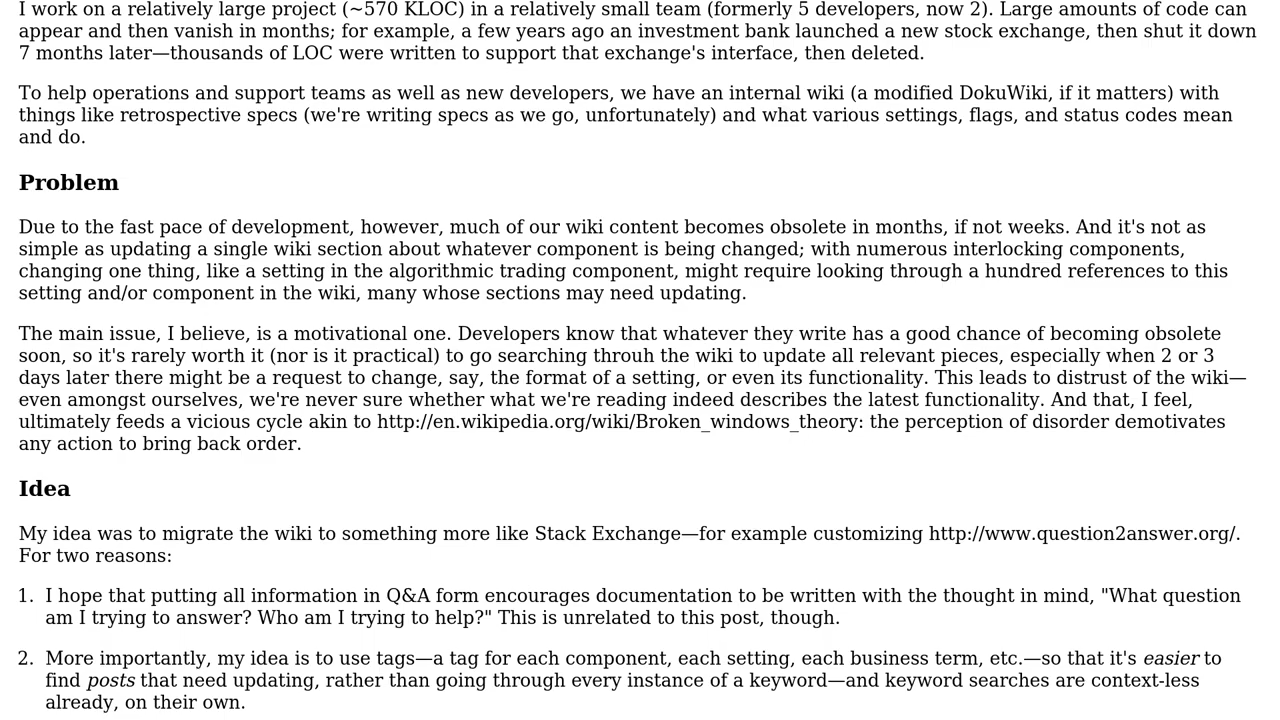 I work on a relatively large project (~570 KLOC) in a relatively small team (formerly 5 developers, now 2). Large amounts of code can
appear and then vanish in months; for example, a few years ago an investment bank launched a new stock exchange, then shut it down
7 months later—thousands of LOC were written to support that exchange's interface, then deleted.
To help operations and support teams as well as new developers, we have an internal wiki (a modified DokuWiki, if it matters) with
things like retrospective specs (we're writing specs as we go, unfortunately) and what various settings, flags, and status codes mean
and do.
Problem
Due to the fast pace of development, however, much of our wiki content becomes obsolete in months, if not weeks. And it's not as
simple as updating a single wiki section about whatever component is being changed; with numerous interlocking components,
changing one thing, like a setting in the algorithmic trading component, might require looking through a hundred references to this
setting and/or component in the wiki, many whose sections may need updating.
The main issue, I believe, is a motivational one. Developers know that whatever they write has a good chance of becoming obsolete
soon, so it's rarely worth it (nor is it practical) to go searching throuh the wiki to update all relevant pieces, especially when 2 or 3
days later there might be a request to change, say, the format of a setting, or even its functionality. This leads to distrust of the wiki—
even amongst ourselves, we're never sure whether what we're reading indeed describes the latest functionality. And that, I feel,
ultimately feeds a vicious cycle akin to http://en.wikipedia.org/wiki/Broken_windows_theory: the perception of disorder demotivates
any action to bring back order.
Idea
My idea was to migrate the wiki to something more like Stack Exchange—for example customizing http://www.question2answer.org/.
For two reasons:
1. I hope that putting all information in Q&A form encourages documentation to be written with the thought in mind, "What question
am I trying to answer? Who am I trying to help?" This is unrelated to this post, though.
2. More importantly, my idea is to use tags—a tag for each component, each setting, each business term, etc.—so that it's easier to
find posts that need updating, rather than going through every instance of a keyword—and keyword searches are context-less
already, on their own.